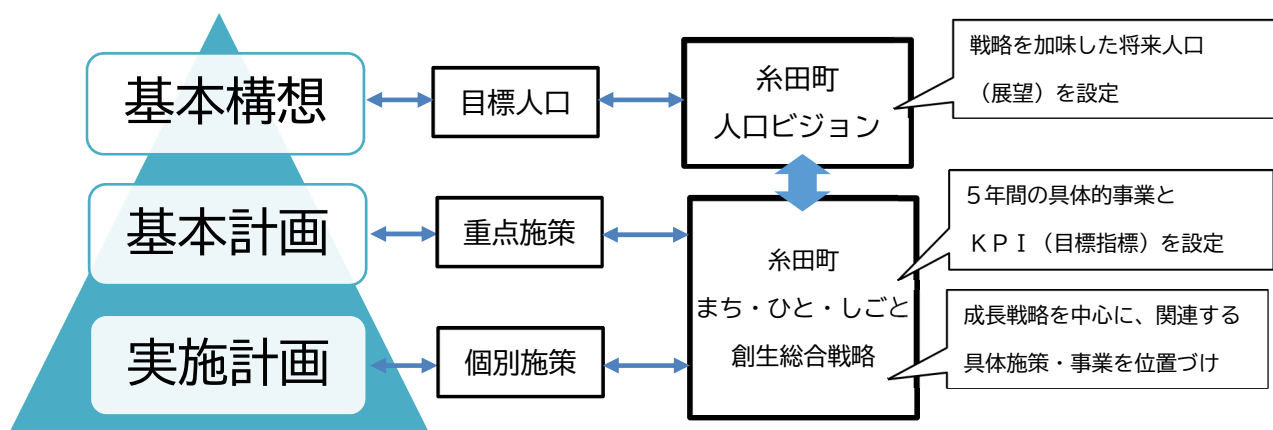 基本構想
目標人口
糸田町
人口ビジョン
戦略を加味した将来人口
（展望）を設定
基本計画
重点施策
糸田町
まち・ひと・しごと
創生総合戦略
５年間の具体的事業と
ＫＰＩ（目標指標）を設定
実施計画
個別施策
成長戦略を中心に、関連する
具体施策・事業を位置づけ